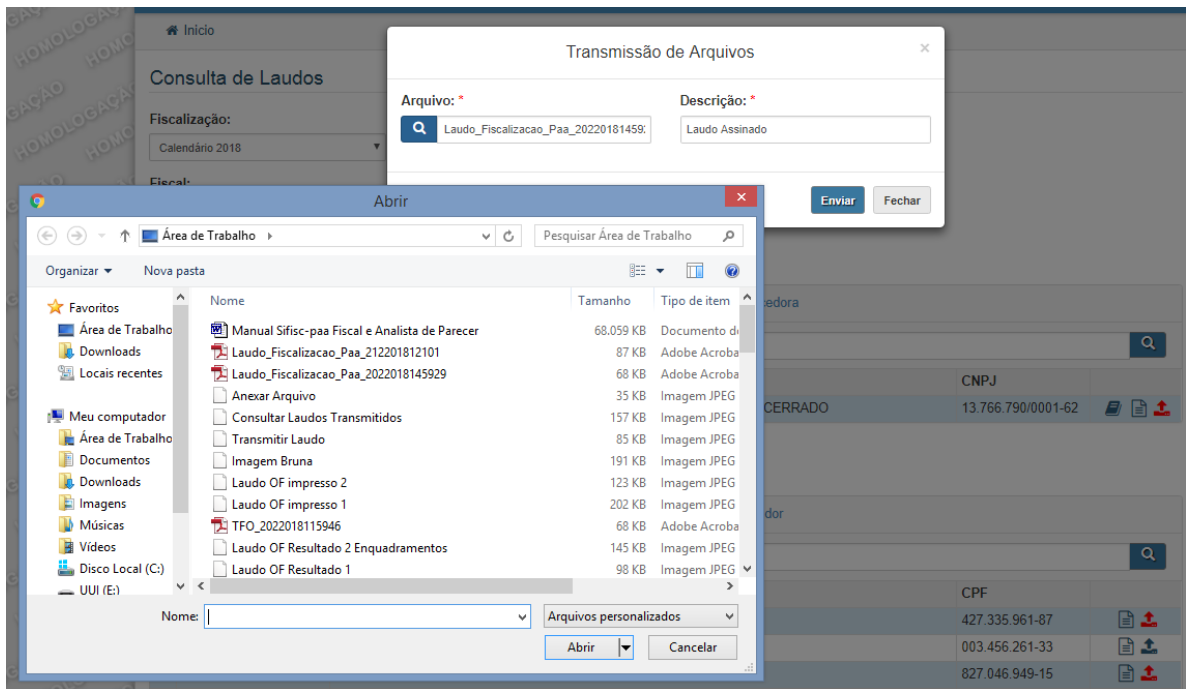 HOMOLOGAÇÃO
Inicio
Consulta de Laudos
Fiscalização:
Calendário 2018
Fiscal:
Transmissão de Arquivos
×
Arquivo: *
Descrição: *
Laudo_Fiscalizacao_Paa_20220181459:
Laudo Assinado
Enviar
Fechar
Abrir
Área de Trabalho
Pesquisar Área de Trabalho
Organizar
Nova pasta
Nome Tamanho Tipo de item
Favoritos
Área de Trabalho
Downloads
Locais recentes
Meu computador
Área de Trabalho
Documentos
Downloads
Imagens
Músicas
Vídeos
Disco Local (C:)
UUI (E:)
Manual Sifisc-paa Fiscal e Analista de Parecer 68.059 KB Documento d
Laudo_Fiscalizacao_Paa_212201812101 87 KB Adobe Acroba
Laudo_Fiscalizacao_Paa_2022018145929 68 KB Adobe Acroba
Anexar Arquivo 35 KB Imagem JPEG
Consultar Laudos Transmitidos 157 KB Imagem JPEG
Transmitir Laudo 85 KB Imagem JPEG
Imagem Bruna 191 KB Imagem JPEG
Laudo OF impresso 2 123 KB Imagem JPEG
Laudo OF impresso 1 202 KB Imagem JPEG
TFO_2022018115946 68 KB Adobe Acroba
Laudo OF Resultado 2 Enquadramentos 145 KB Imagem JPEG
Laudo OF Resultado 1 98 KB Imagem JPEG
Nome:
Arquivos personalizados
Abrir
Cancelar
cedora
CNPJ
CERRADO 13.766.790/0001-62
dor
CPF
427.335.961-87
003.456.261-33
827.046.949-15